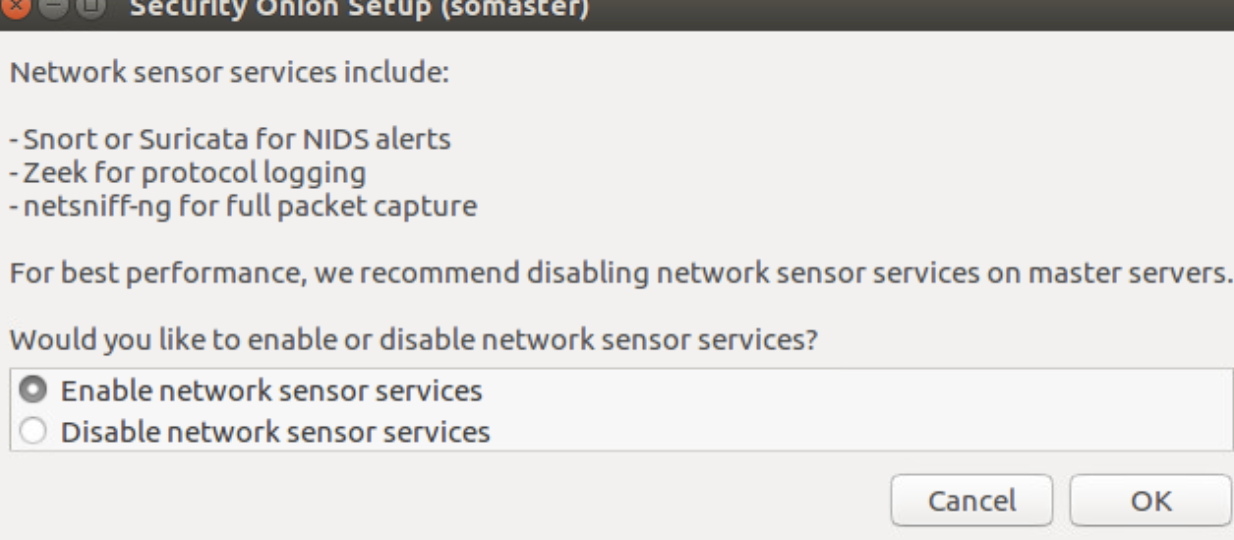 Security Onion Setup (somaster)
Network sensor services include:
- Snort or Suricata for NIDS alerts
- Zeek for protocol logging
- netsniff-ng for full packet capture
For best performance, we recommend disabling network sensor services on master servers.
Would you like to enable or disable network sensor services?
Enable network sensor services
Disable network sensor services
Cancel OK